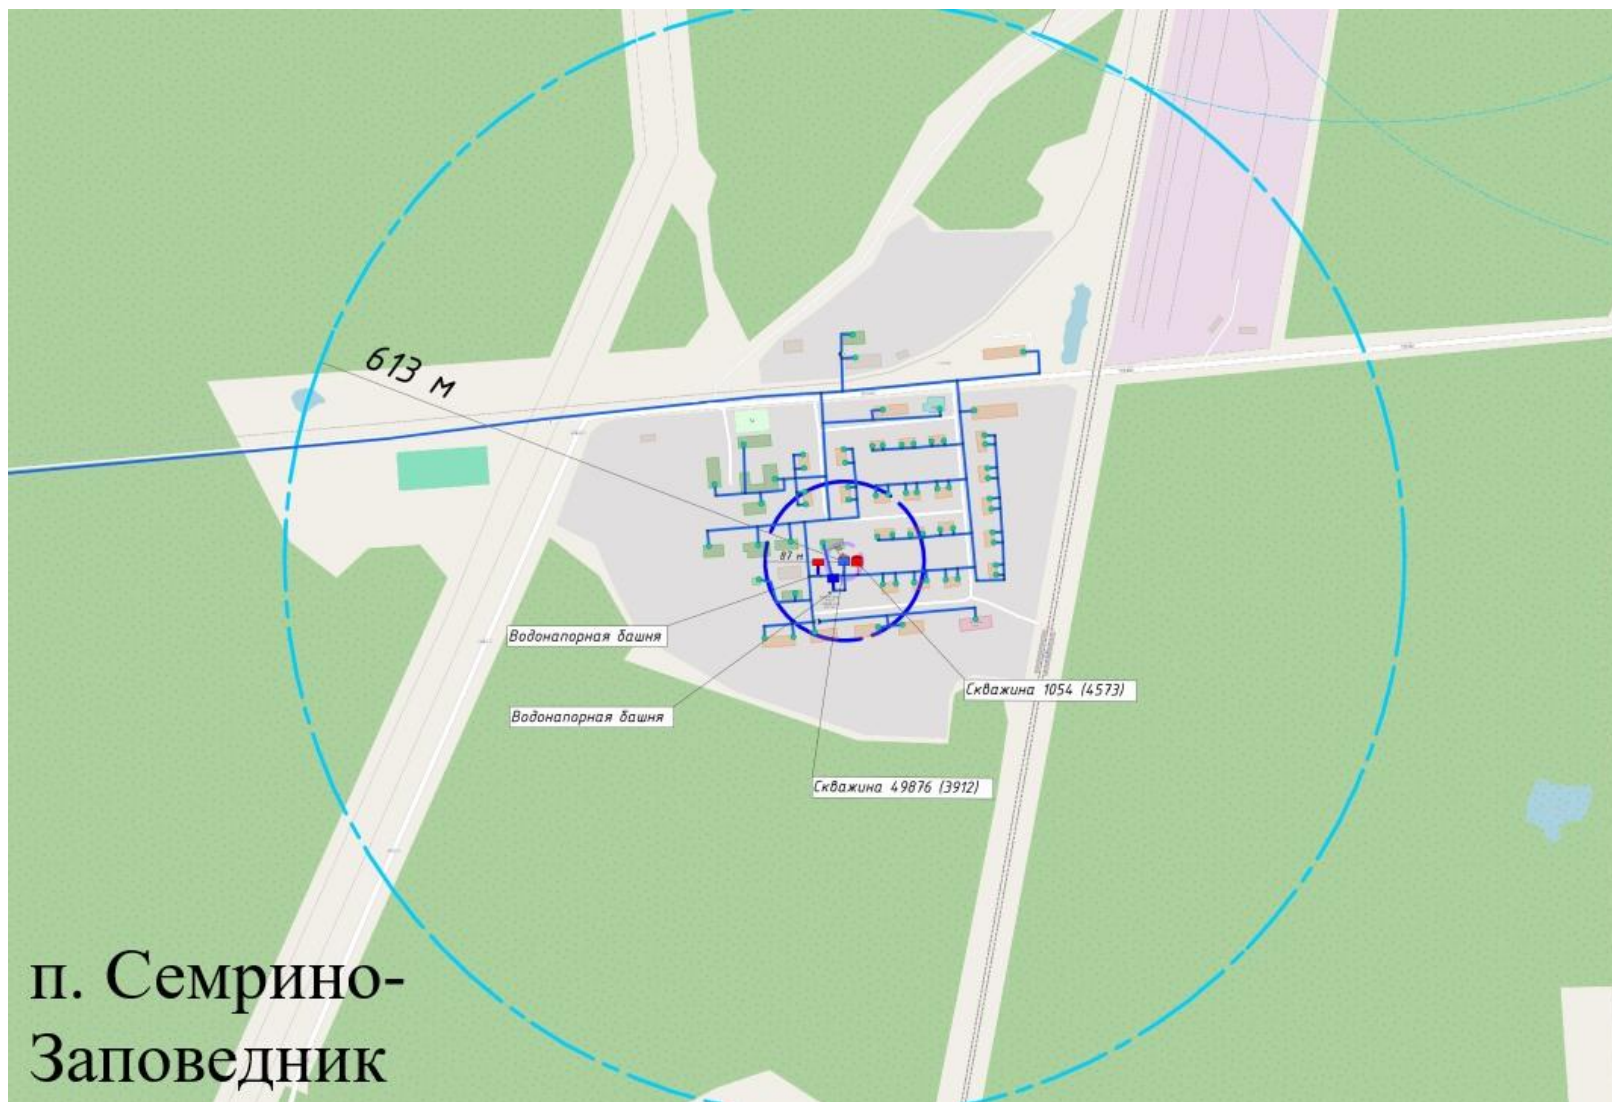 613 м
87 м
Водонапорная башня
Скважина 1054 (4573)
Водонапорная башня
Скважина 49876 (3912)
п. Семрино-
Заповедник